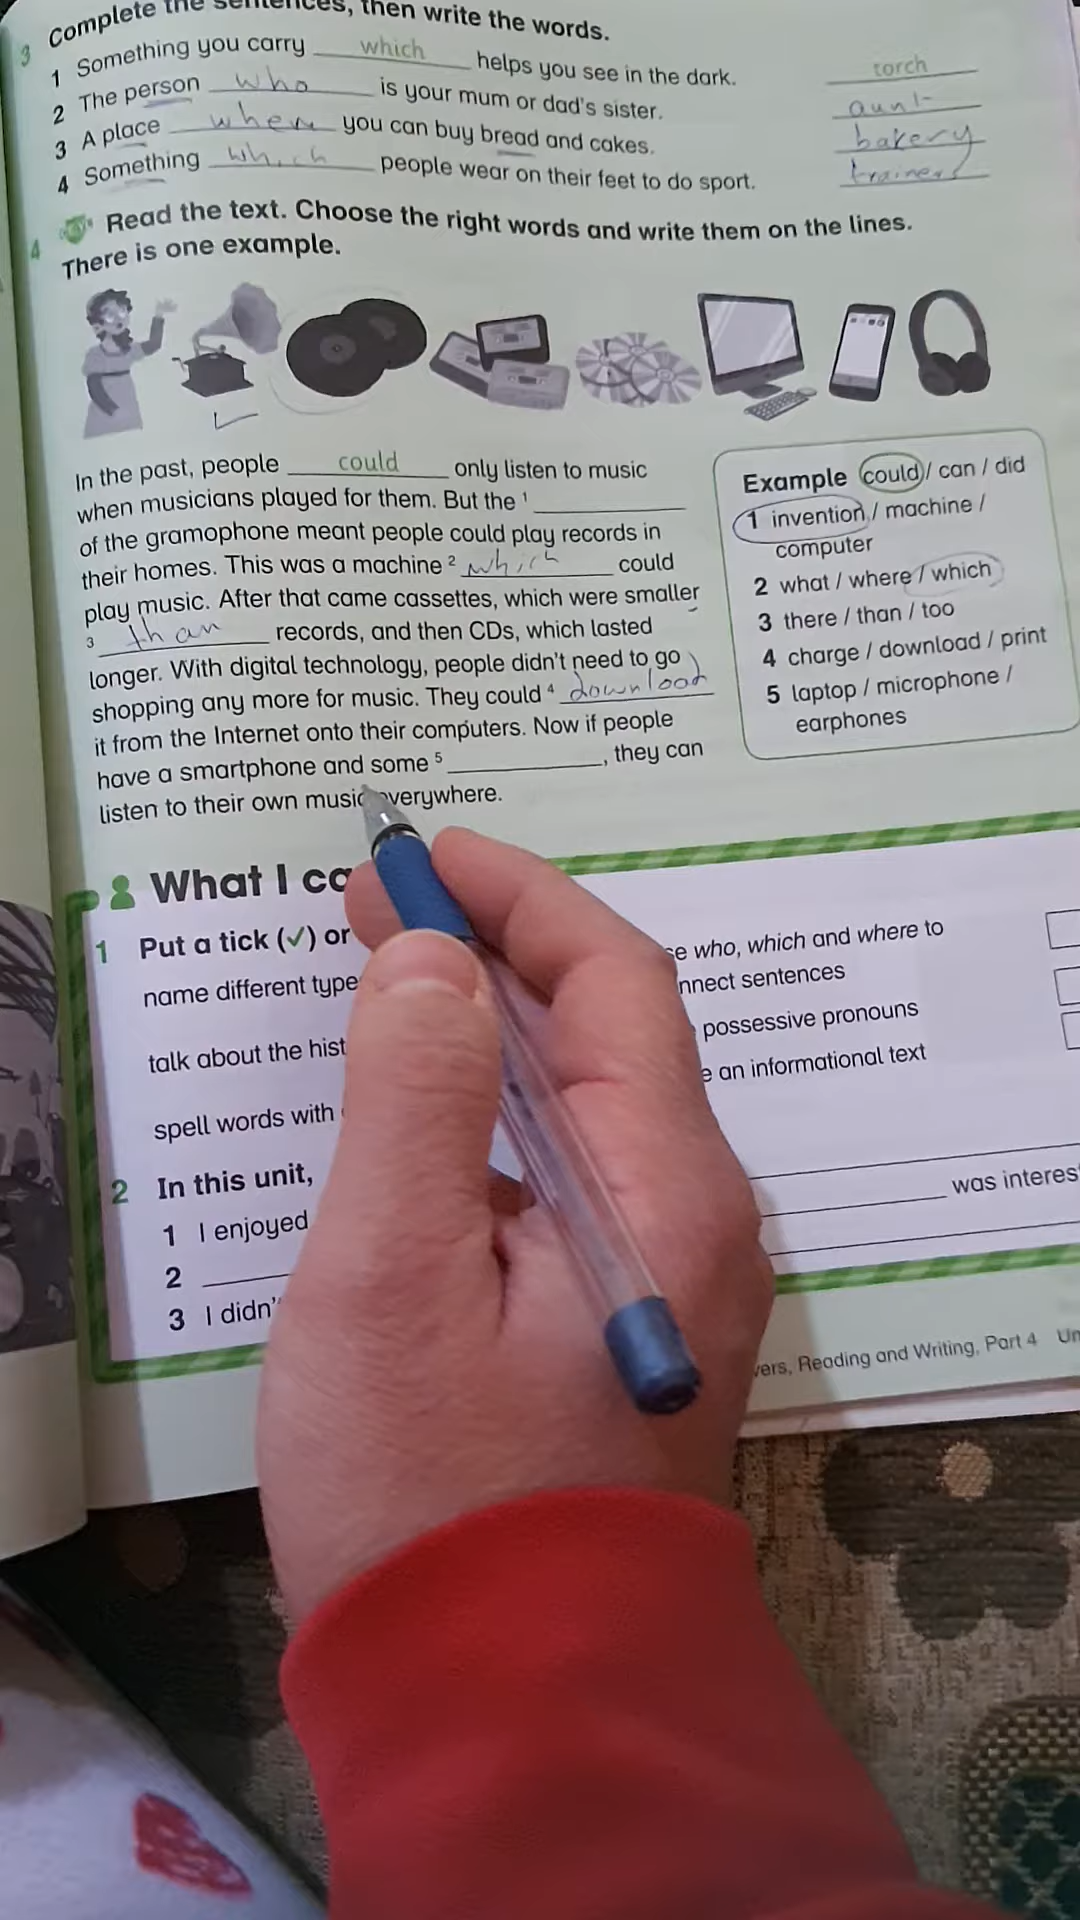 3 Complete the sentences, then write the words.
1 Something you carry which helps you see in the dark. torch
2 The person who is your mum or dad's sister. aunt
3 A place when you can buy bread and cakes. bakery
4 Something which people wear on their feet to do sport. trainers
4 Read the text. Choose the right words and write them on the lines.
There is one example.
In the past, people could only listen to music
when musicians played for them. But the 1
of the gramophone meant people could play records in
their homes. This was a machine 2 which could
play music. After that came cassettes, which were smaller
3 than records, and then CDs, which lasted
longer. With digital technology, people didn't need to go
shopping any more for music. They could 4 download
it from the Internet onto their computers. Now if people
have a smartphone and some 5 , they can
listen to their own music everywhere.
Example could / can / did
1 invention / machine /
computer
2 what / where / which
3 there / than / too
4 charge / download / print
5 laptop / microphone /
earphones
What I ca
1 Put a tick (✓) or
name different type
talk about the hist
spell words with
se who, which and where to
nnect sentences
possessive pronouns
e an informational text
2 In this unit,
1 I enjoyed
was interes
2
3 I didn'
vers, Reading and Writing, Part 4 Un